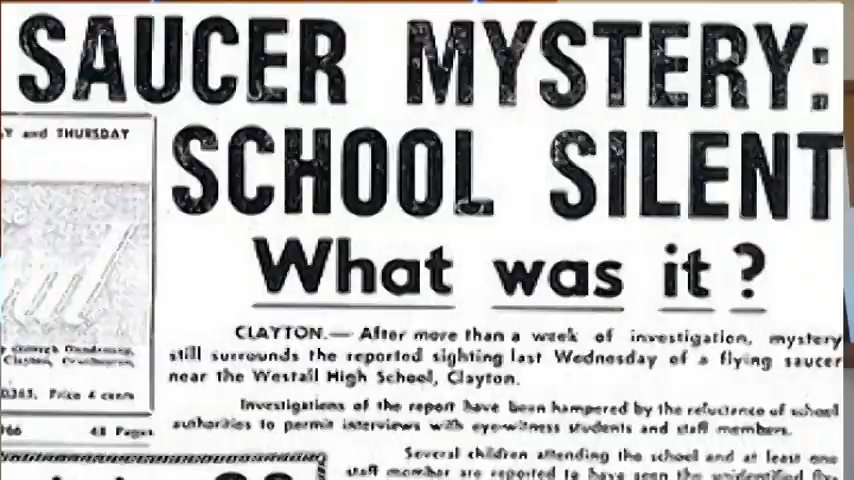 SAUCER MYSTERY:
SCHOOL SILENT
What was it?
CLAYTON.— After more than a week of investigation, mystery
still surrounds the reported sighting last Wednesday of a flying saucer
near the Westall High School, Clayton.
Investigations of the report have been hampered by the reluctance of school
authorities to permit interviews with eye-witness students and staff members.
Several children attending the school and at least one
staff member are reported to have seen the unidentified
and THURSDAY
Price 4 cents
48 Pages